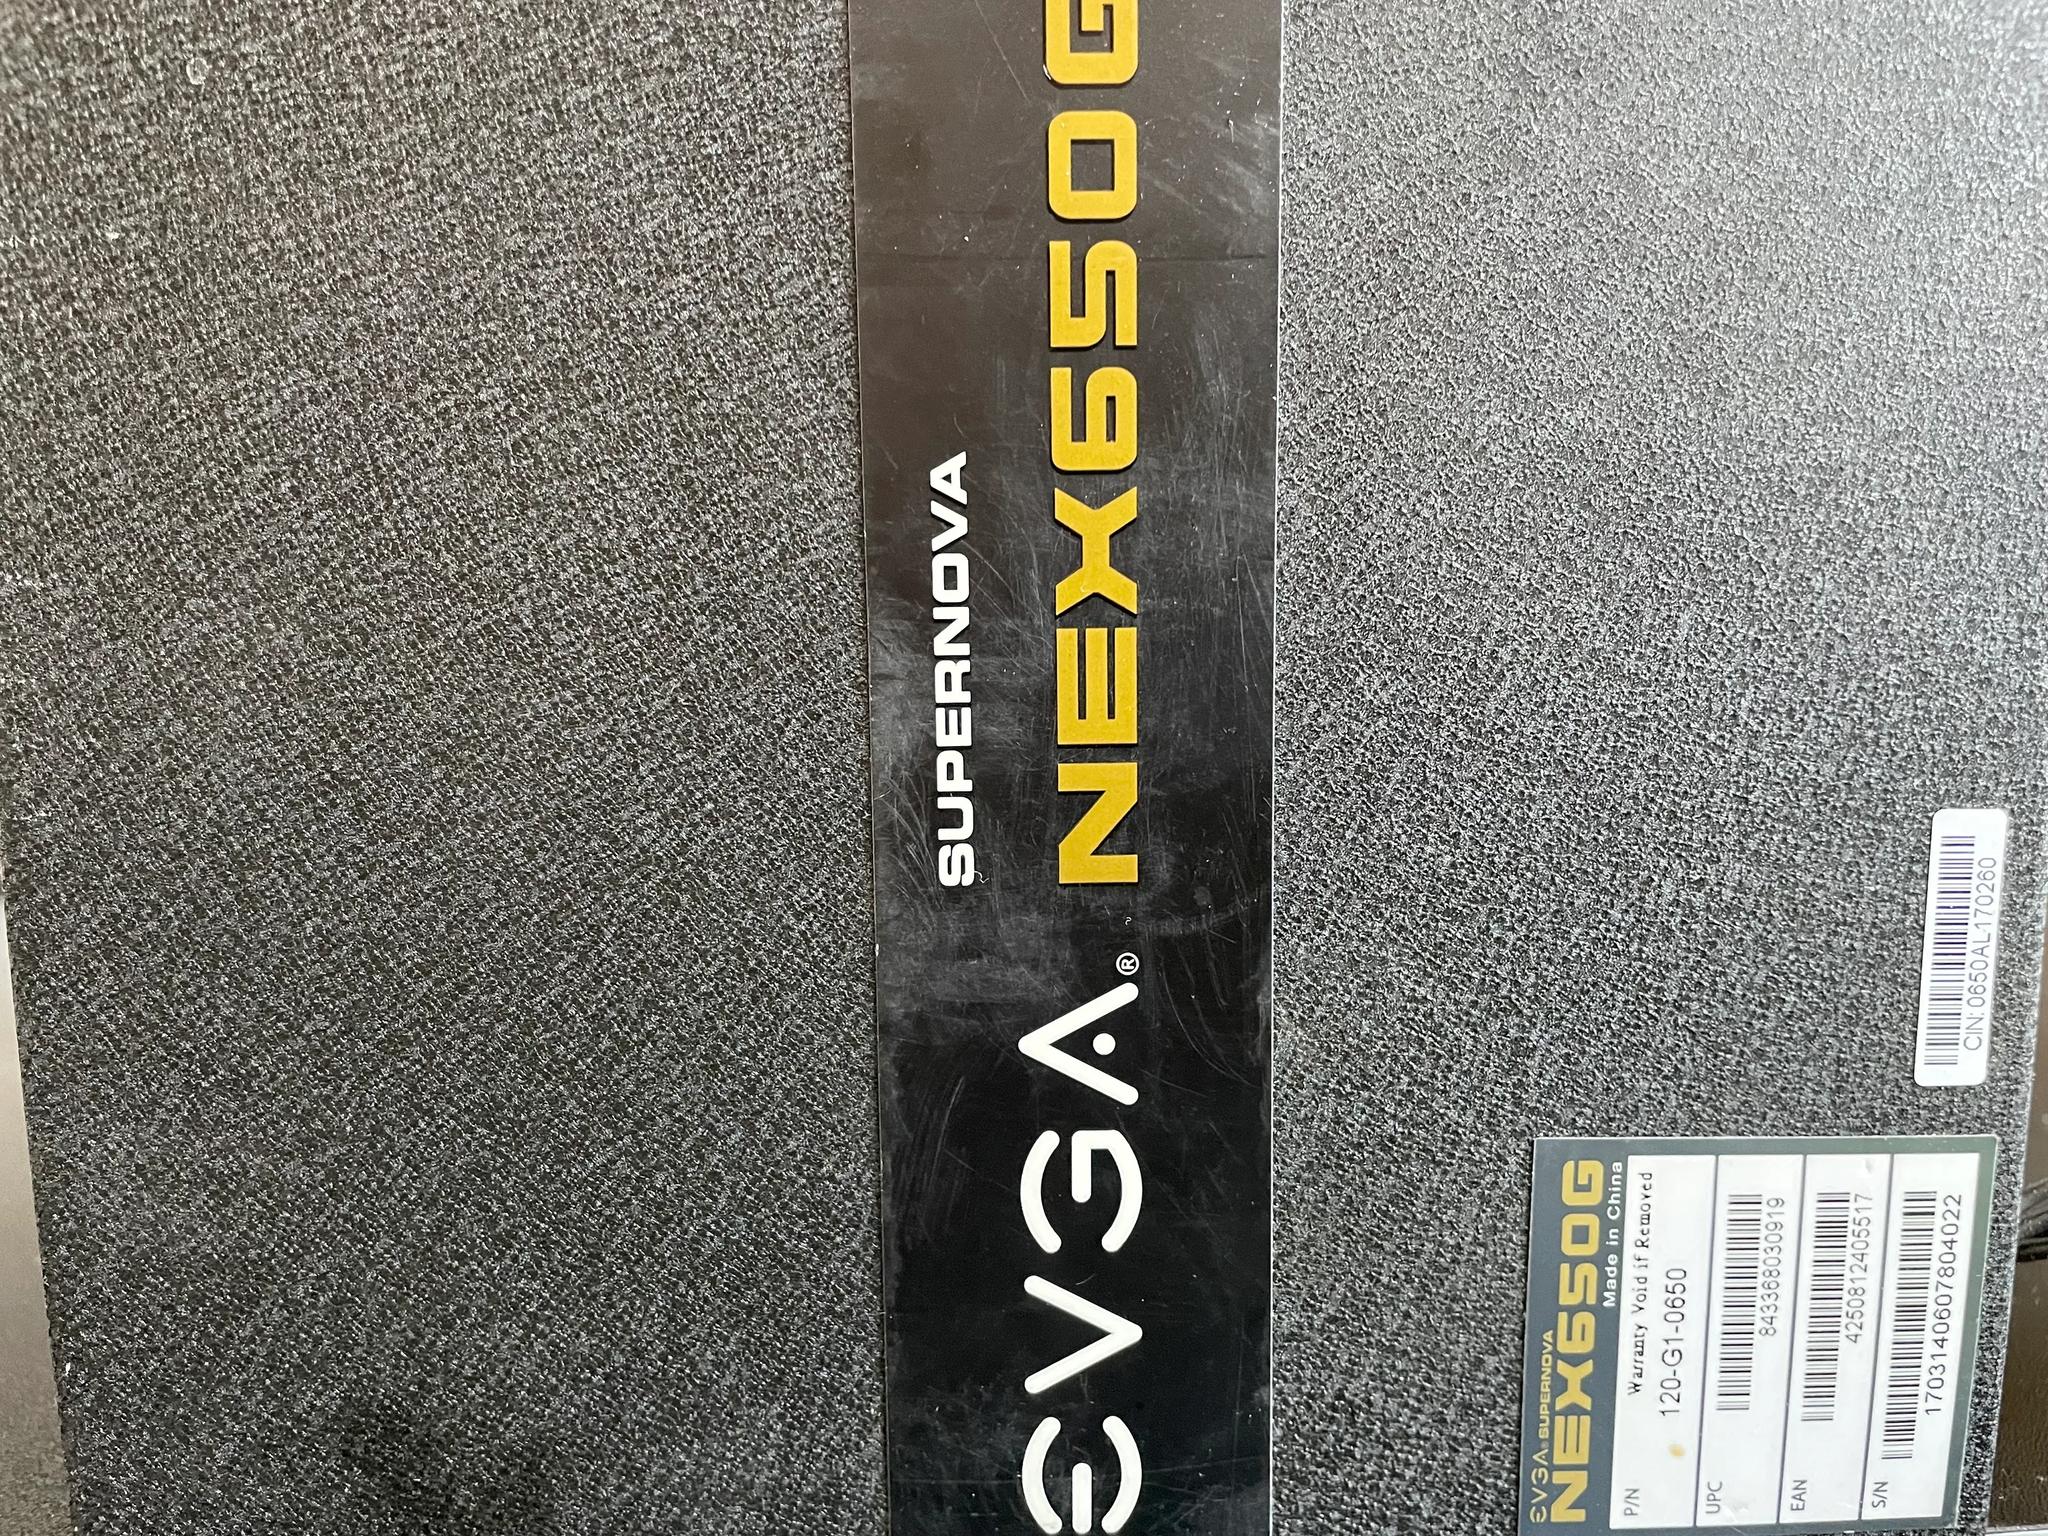 EVGA®
SUPERNOVA
NEX650G
CIN: 0650AL170260
EVGA® SUPERNOVA
NEX650G
Made in China
Warranty Void if Removed
P/N
120-G1-0650
UPC
843368030919
EAN
4250812405517
S/N
1703140607804022